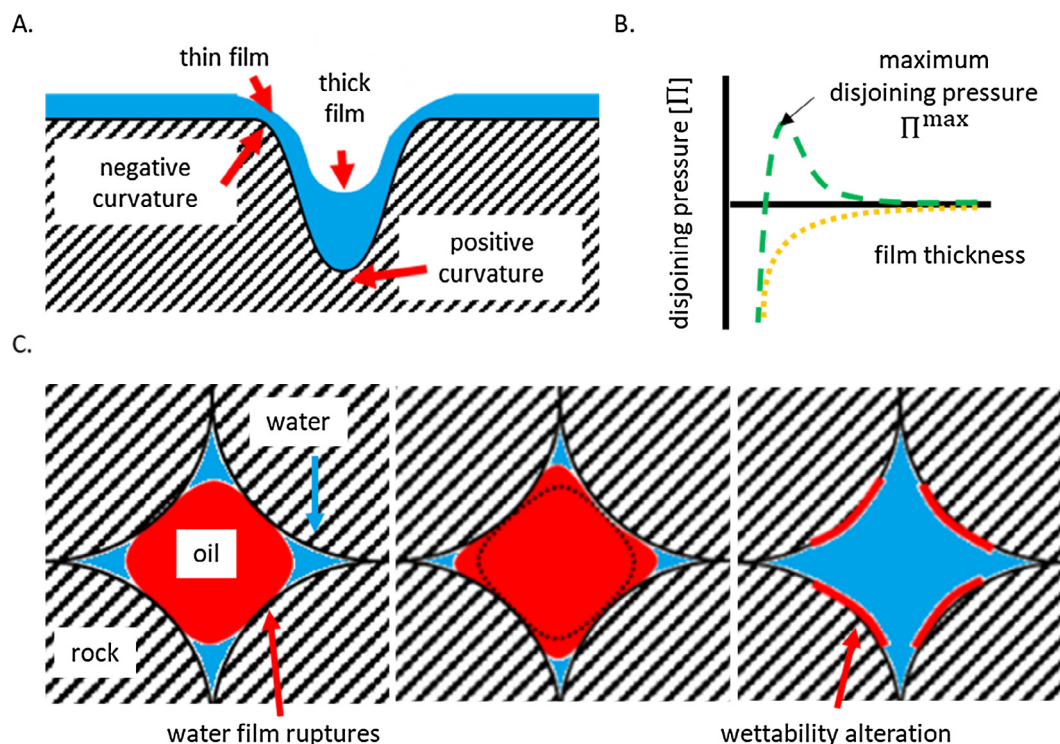 A.
thin film
thick
film
negative
curvature
positive
curvature
B.
maximum
disjoining pressure
Π^max
disjoining pressure [Π]
film thickness
C.
water
oil
rock
water film ruptures
wettability alteration